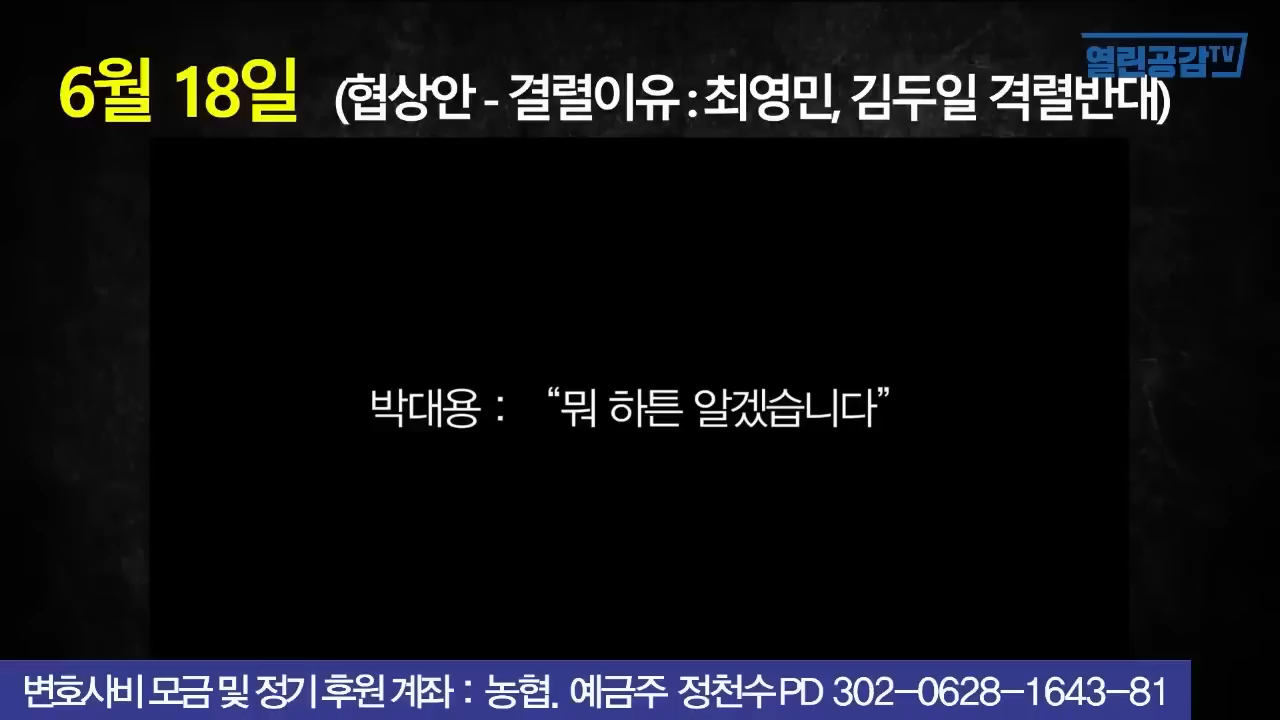 열린공감TV
6월 18일 (협상안 - 결렬이유 : 최영민, 김두일 격렬반대)
박대용 : “뭐 하튼 알겠습니다”
변호사비 모금 및 정기 후원 계좌 : 농협. 예금주 정천수PD 302-0628-1643-81